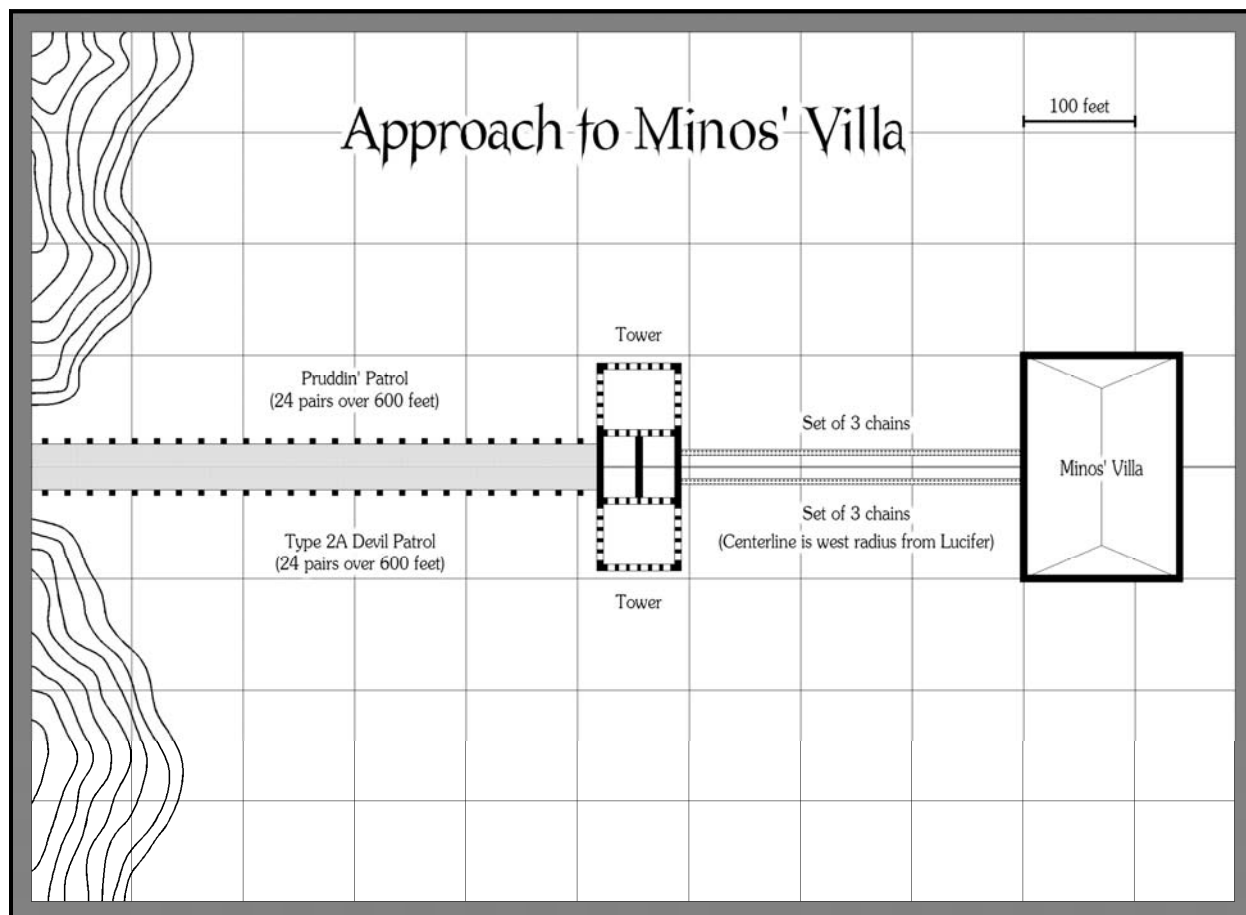 Approach to Minos' Villa
100 feet
Tower
Pruddin' Patrol
(24 pairs over 600 feet)
Set of 3 chains
Minos' Villa
Set of 3 chains
(Centerline is west radius from Lucifer)
Type 2A Devil Patrol
(24 pairs over 600 feet)
Tower